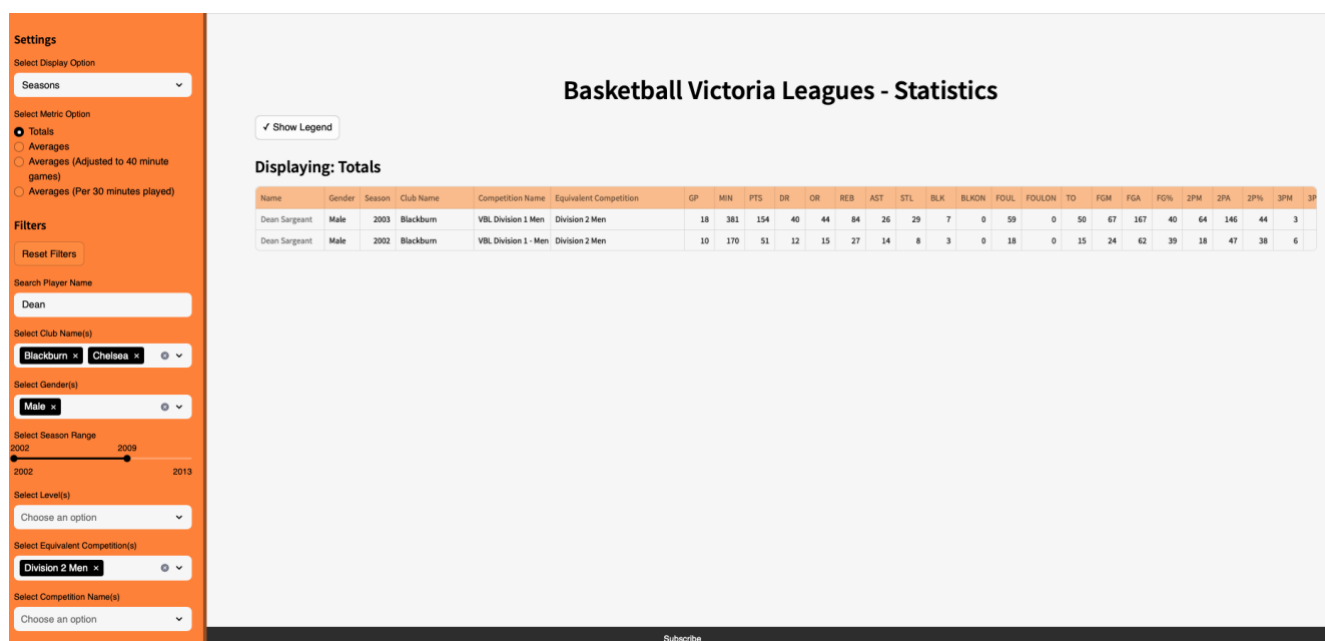 Settings
Select Display Option
Seasons
Select Metric Option
Totals
Averages
Averages (Adjusted to 40 minute
games)
Averages (Per 30 minutes played)
Filters
Reset Filters
Search Player Name
Dean
Select Club Name(s)
Blackburn × Chelsea ×
Select Gender(s)
Male ×
Select Season Range
2002 2009
2002 2013
Select Level(s)
Choose an option
Select Equivalent Competition(s)
Division 2 Men ×
Select Competition Name(s)
Choose an option
Basketball Victoria Leagues - Statistics
✓ Show Legend
Displaying: Totals
Name Gender Season Club Name Competition Name Equivalent Competition GP MIN PTS DR OR REB AST STL BLK BLKON FOUL FOULON TO FGM FGA FG% 2PM 2PA 2P% 3PM 3P
Dean Sargeant Male 2003 Blackburn VBL Division 1 Men Division 2 Men 18 381 154 40 44 84 26 29 7 0 59 0 50 67 167 40 64 146 44 3
Dean Sargeant Male 2002 Blackburn VBL Division 1 - Men Division 2 Men 10 170 51 12 15 27 14 8 3 0 18 0 15 24 62 39 18 47 38 6
Subscribe